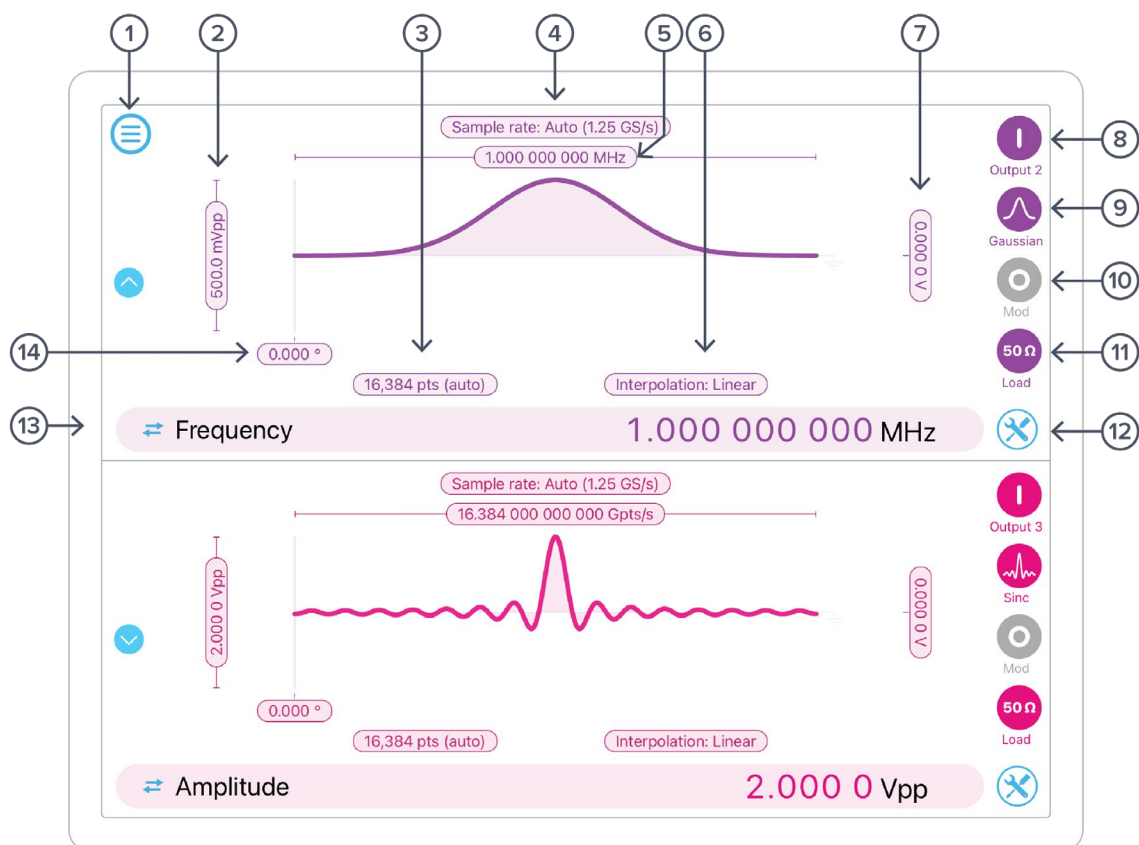 1 2 3 4 5 6 7
Sample rate: Auto (1.25 GS/s)
1.000 000 000 MHz
8
Output 2
500.0 mVpp
0.000 0 V
9
Gaussian
10
Mod
14
0.000 °
50 Ω
11
Load
16,384 pts (auto)
Interpolation: Linear
13
Frequency
1.000 000 000 MHz
12
Sample rate: Auto (1.25 GS/s)
16.384 000 000 000 Gpts/s
Output 3
2.000 0 Vpp
0.000 0 V
Sinc
Mod
0.000 °
50 Ω
Load
16,384 pts (auto)
Interpolation: Linear
Amplitude
2.000 0 Vpp